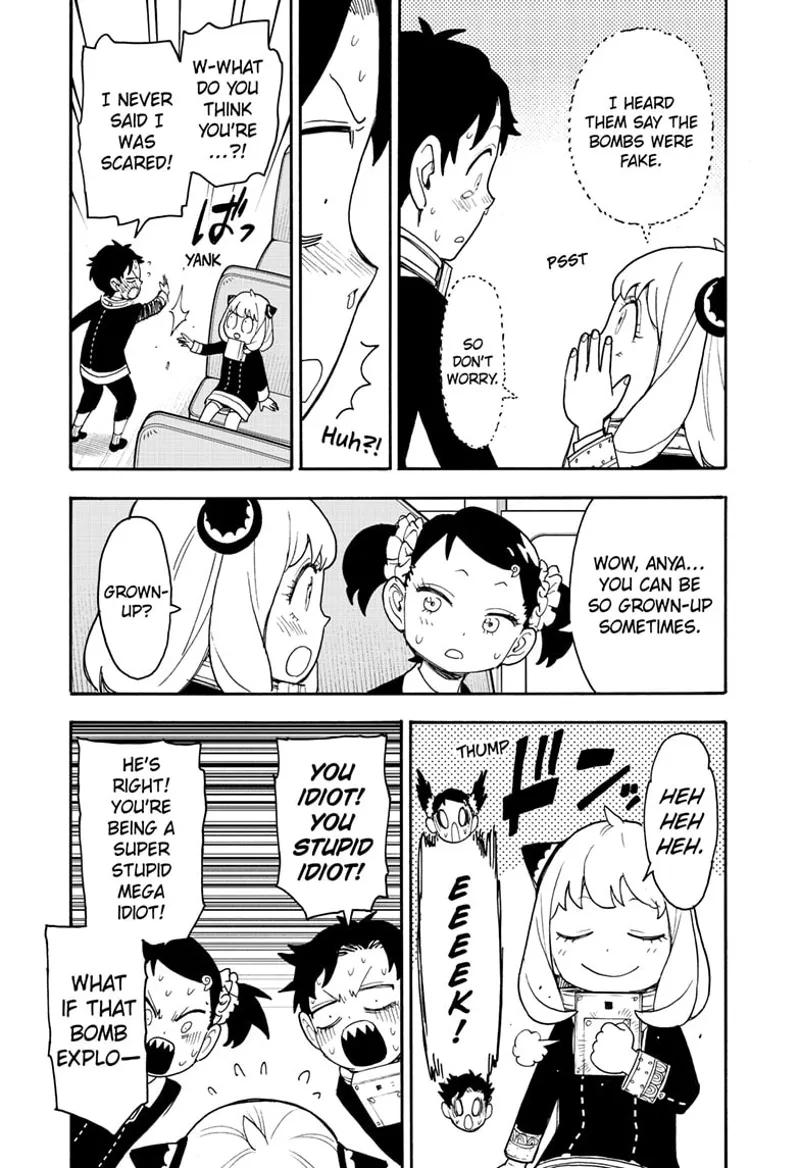 I HEARD
THEM SAY THE
BOMBS WERE
FAKE.
PSST
SO
DON'T
WORRY.
Huh?!
W-WHAT
DO YOU
THINK
YOU'RE
...?!
I NEVER
SAID I
WAS
SCARED!
ばっ
YANK
WOW, ANYA...
YOU CAN BE
SO GROWN-UP
SOMETIMES.
GROWN-
UP?
HEH
HEH
HEH.
ドンッ
THUMP
EEEEEK!
YOU
IDIOT!
YOU
STUPID
IDIOT!
HE'S
RIGHT!
YOU'RE
BEING A
SUPER
STUPID
MEGA
IDIOT!
WHAT
IF THAT
BOMB
EXPLO—